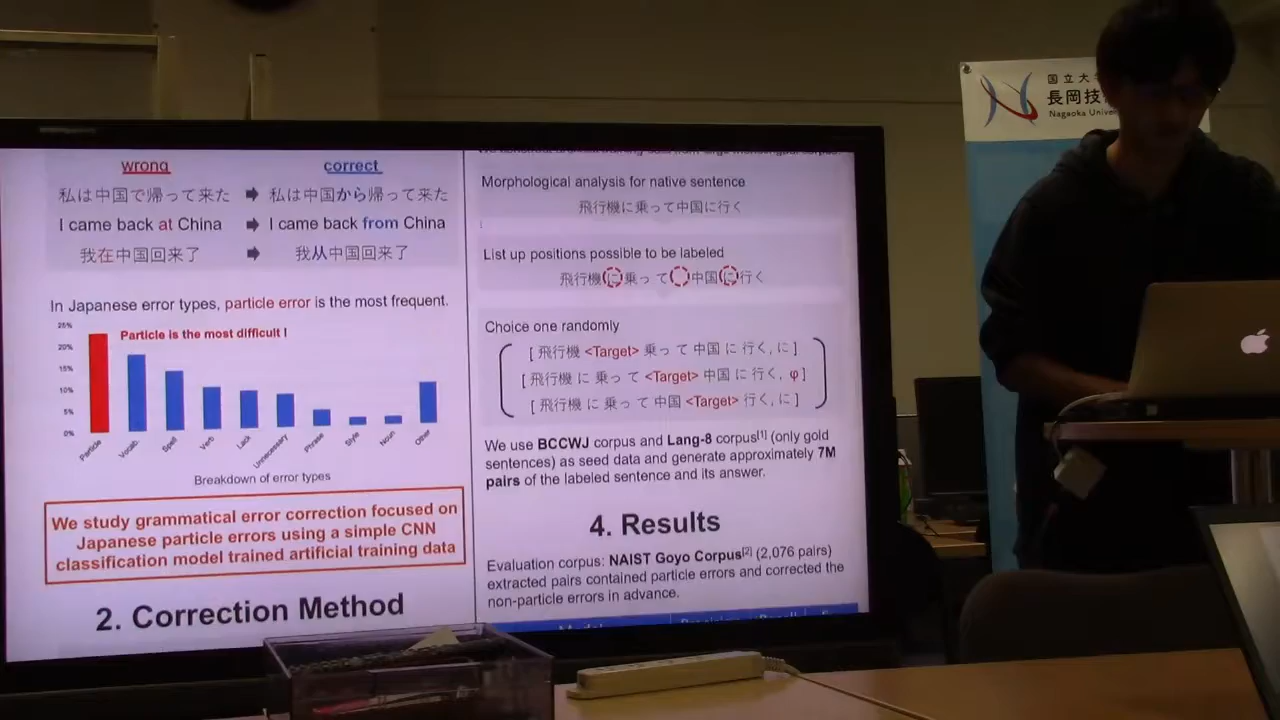 wrong correct
私は中国で帰って来た 私は中国から帰って来た
I came back at China I came back from China
我在中国回来了 我从中国回来了
In Japanese error types, particle error is the most frequent.
Particle is the most difficult !
25%
20%
15%
10%
5%
0%
Particle Vocab. Spell Verb Lack Unnecessary Phrase Style Noun Other
Breakdown of error types
We study grammatical error correction focused on
Japanese particle errors using a simple CNN
classification model trained artificial training data
2. Correction Method
Morphological analysis for native sentence
飛行機に乗って中国に行く
List up positions possible to be labeled
飛行機 に 乗っ て 中国 に 行く
Choice one randomly
[ 飛行機 <Target> 乗っ て 中国 に 行く, に ]
[ 飛行機 に 乗っ て <Target> 中国 に 行く, φ ]
[ 飛行機 に 乗っ て 中国 <Target> 行く, に ]
We use BCCWJ corpus and Lang-8 corpus[1] (only gold
sentences) as seed data and generate approximately 7M
pairs of the labeled sentence and its answer.
4. Results
Evaluation corpus: NAIST Goyo Corpus[2] (2,076 pairs)
extracted pairs contained particle errors and corrected the
non-particle errors in advance.
国立大
長岡技
Nagaoka